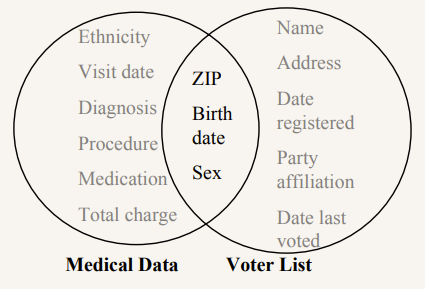 Ethnicity
Visit date
Diagnosis
Procedure
Medication
Total charge
ZIP
Birth
date
Sex
Name
Address
Date
registered
Party
affiliation
Date last
voted
Medical Data
Voter List